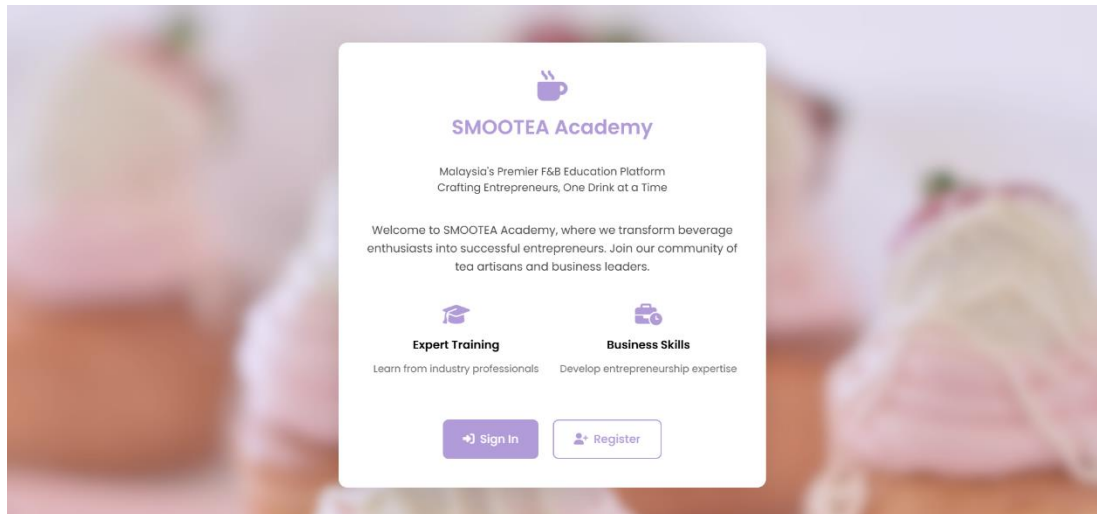 SMOOTEA Academy
Malaysia's Premier F&B Education Platform
Crafting Entrepreneurs, One Drink at a Time
Welcome to SMOOTEA Academy, where we transform beverage
enthusiasts into successful entrepreneurs. Join our community of
tea artisans and business leaders.
Expert Training
Learn from industry professionals
Business Skills
Develop entrepreneurship expertise
Sign In
Register